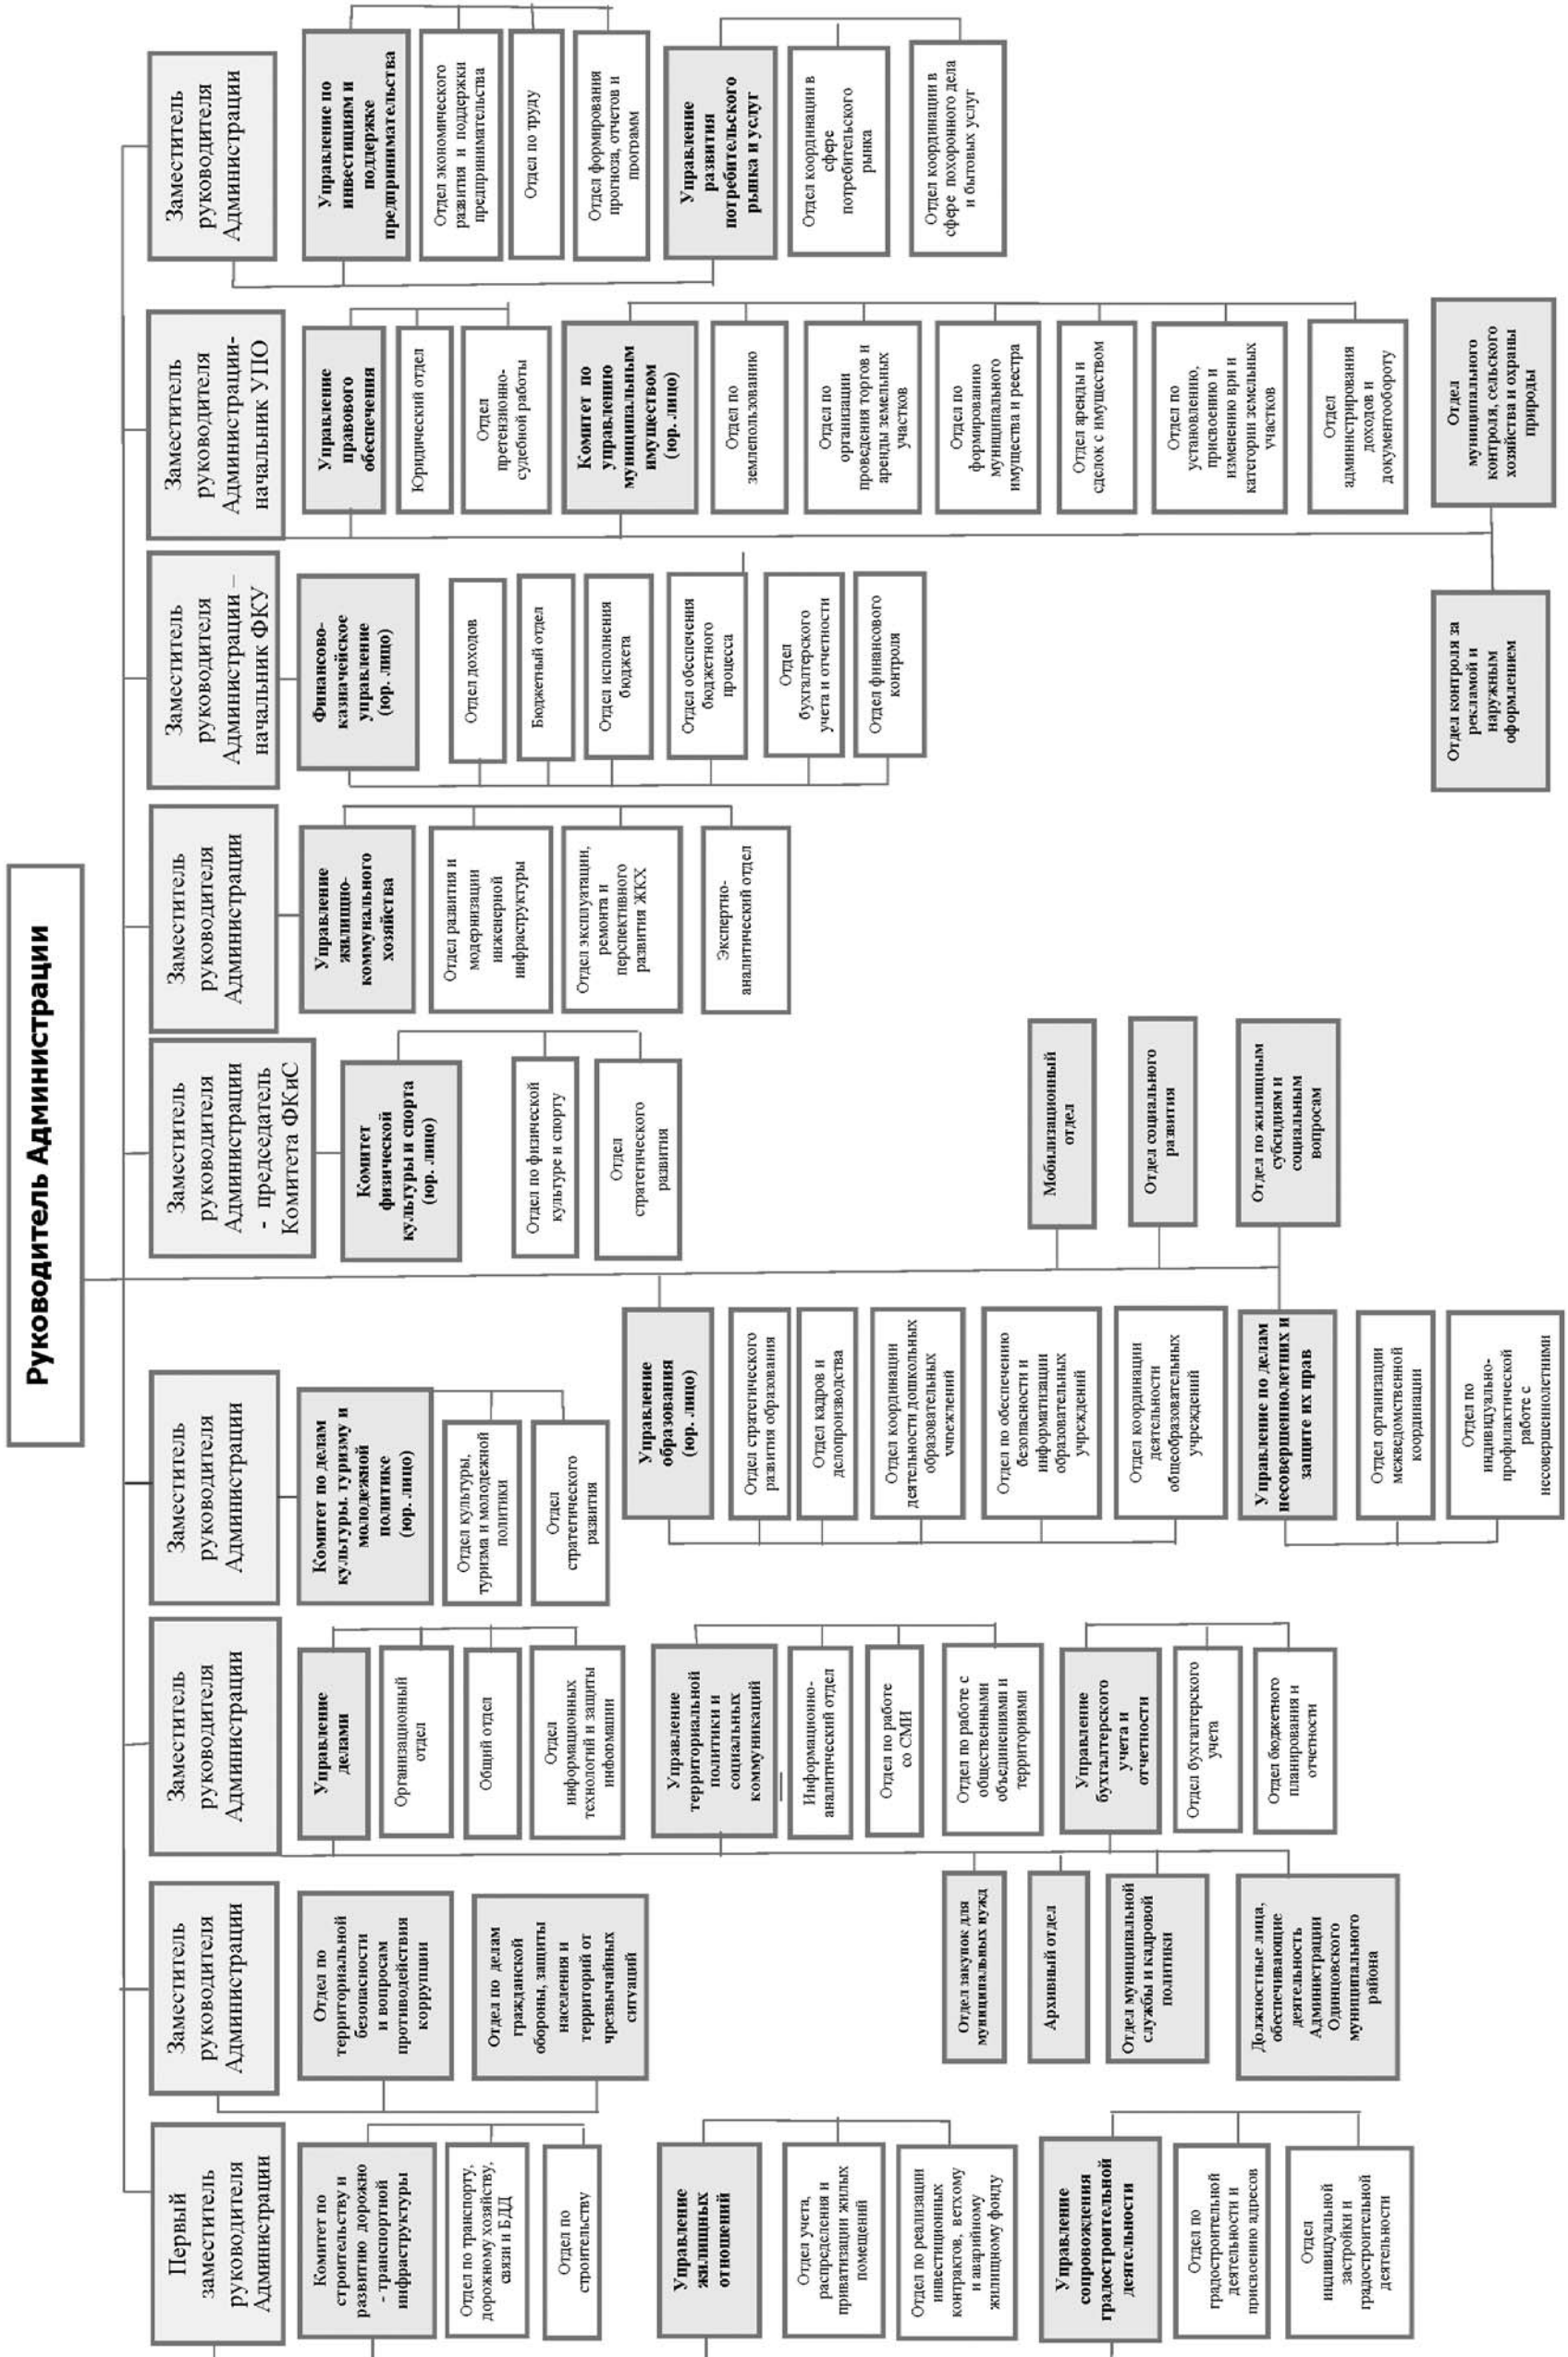 Руководитель Администрации
Первый
заместитель
руководителя
Администрации
Комитет по
строительству и
развитию дорожно
- транспортной
инфраструктуры
Отдел по транспорту,
дорожному хозяйству,
связи и БДД
Отдел по
строительству
Управление
жилищных
отношений
Отдел учета,
распределения и
приватизации жилых
помещений
Отдел по реализации
инвестиционных
контрактов, ветхому
и аварийному
жилищному фонду
Управление
сопровождения
градостроительной
деятельности
Отдел по
градостроительной
деятельности и
присвоению адресов
Отдел
индивидуальной
застройки и
градостроительной
деятельности
Заместитель
руководителя
Администрации
Отдел по
территориальной
безопасности
и вопросам
противодействия
коррупции
Отдел по делам
гражданской
обороны, защиты
населения и
территорий от
чрезвычайных
ситуаций
Заместитель
руководителя
Администрации
Управление
делами
Организационный
отдел
Общий отдел
Отдел
информационных
технологий и защиты
информации
Управление
территориальной
политики и
социальных
коммуникаций
Информационно-
аналитический отдел
Отдел по работе
со СМИ
Отдел по работе с
общественными
объединениями и
территориями
Управление
бухгалтерского
учета и
отчетности
Отдел бухгалтерского
учета
Отдел бюджетного
планирования и
отчетности
Отдел закупок для
муниципальных нужд
Архивный отдел
Отдел муниципальной
службы и кадровой
политики
Должностные лица,
обеспечивающие
деятельность
Администрации
Одинцовского
муниципального
района
Заместитель
руководителя
Администрации
Комитет по делам
культуры, туризму и
молодежной
политике
(юр. лицо)
Отдел культуры,
туризма и молодежной
политики
Отдел
стратегического
развития
Управление
образования
(юр. лицо)
Отдел стратегического
развития образования
Отдел кадров и
делопроизводства
Отдел координации
деятельности дошкольных
образовательных
учреждений
Отдел по обеспечению
безопасности и
информатизации
образовательных
учреждений
Отдел координации
деятельности
общеобразовательных
учреждений
Управление по делам
несовершеннолетних и
защите их прав
Отдел организации
межведомственной
координации
Отдел по
индивидуально-
профилактической
работе с
несовершеннолетними
Мобилизационный
отдел
Отдел социального
развития
Отдел по жилищным
субсидиям и
социальным
вопросам
Заместитель
руководителя
Администрации
- председатель
Комитета ФКиС
Комитет
физической
культуры и спорта
(юр. лицо)
Отдел по физической
культуре и спорту
Отдел
стратегического
развития
Заместитель
руководителя
Администрации
Управление
жилищно-
коммунального
хозяйства
Отдел развития и
модернизации
инженерной
инфраструктуры
Отдел эксплуатации,
ремонта и
перспективного
развития ЖКХ
Экспертно-
аналитический отдел
Заместитель
руководителя
Администрации –
начальник ФКУ
Финансово-
казначейское
управление
(юр. лицо)
Отдел доходов
Бюджетный отдел
Отдел исполнения
бюджета
Отдел обеспечения
бюджетного
процесса
Отдел
бухгалтерского
учета и отчетности
Отдел финансового
контроля
Заместитель
руководителя
Администрации-
начальник УПО
Управление
правового
обеспечения
Юридический отдел
Отдел
претензионно-
судебной работы
Комитет по
управлению
муниципальным
имуществом
(юр. лицо)
Отдел по
землепользованию
Отдел по
организации
проведения торгов и
аренды земельных
участков
Отдел по
формированию
муниципального
имущества и реестра
Отдел аренды и
сделок с имуществом
Отдел по
установлению,
присвоению и
изменению ври и
категории земельных
участков
Отдел
администрирования
доходов и
документообороту
Отдел
муниципального
контроля, сельского
хозяйства и охраны
природы
Отдел контроля за
рекламой и
наружным
оформлением
Заместитель
руководителя
Администрации
Управление по
инвестициям и
поддержке
предпринимательства
Отдел экономического
развития и поддержки
предпринимательства
Отдел по труду
Отдел формирования
прогноза, отчетов и
программ
Управление
развития
потребительского
рынка и услуг
Отдел координации в
сфере
потребительского
рынка
Отдел координации в
сфере похоронного дела
и бытовых услуг